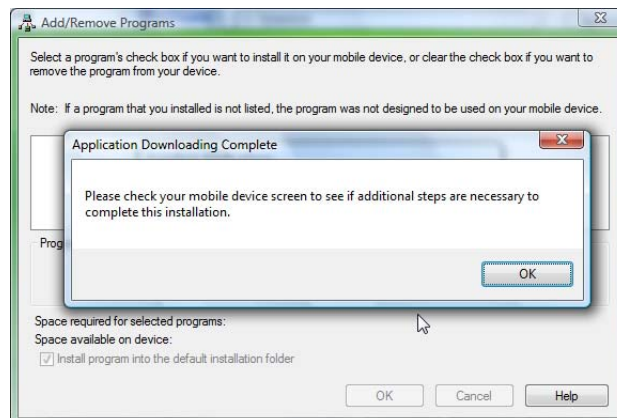 Add/Remove Programs
Select a program's check box if you want to install it on your mobile device, or clear the check box if you want to
remove the program from your device.
Note: If a program that you installed is not listed, the program was not designed to be used on your mobile device.
Application Downloading Complete
Please check your mobile device screen to see if additional steps are necessary to
complete this installation.
OK
Space required for selected programs:
Space available on device:
Install program into the default installation folder
OK Cancel Help